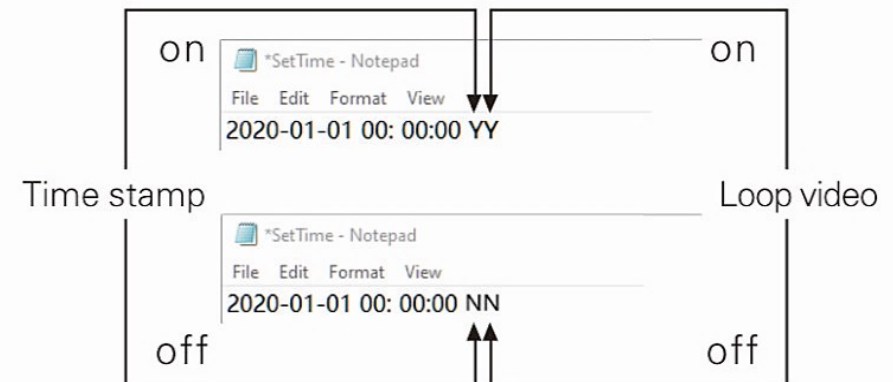 on
*SetTime - Notepad
on
File Edit Format View
2020-01-01 00: 00:00 YY
Time stamp
Loop video
*SetTime - Notepad
File Edit Format View
2020-01-01 00: 00:00 NN
off
off